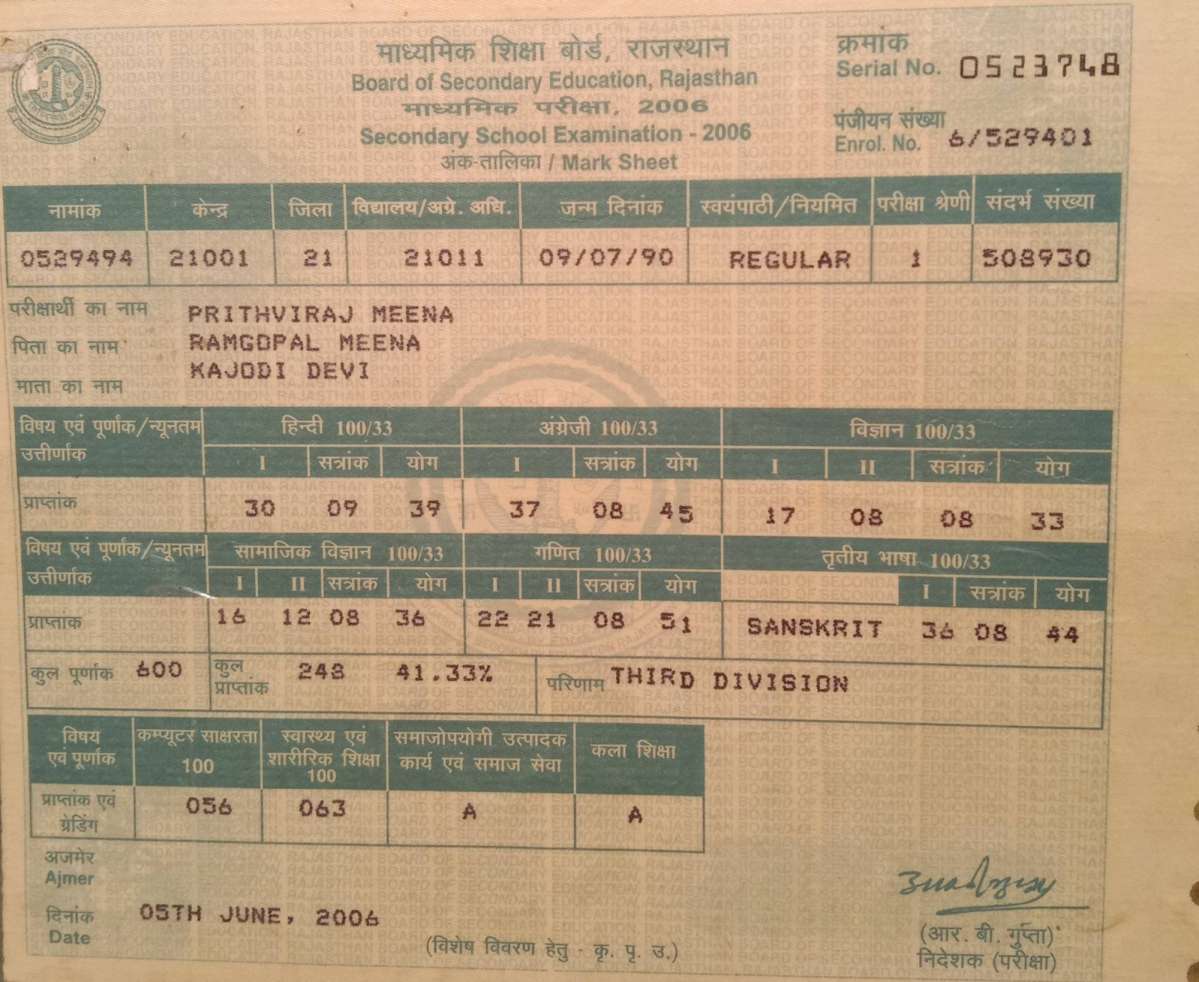 माध्यमिक शिक्षा बोर्ड, राजस्थान
Board of Secondary Education, Rajasthan
माध्यमिक परीक्षा, 2006
Secondary School Examination - 2006
अंक-तालिका / Mark Sheet
क्रमांक
Serial No. 0523748
पंजीयन संख्या
Enrol. No. 6/529401
नामांक केन्द्र जिला विद्यालय/अग्रे. अधि. जन्म दिनांक स्वयंपाठी/नियमित परीक्षा श्रेणी संदर्भ संख्या
0529494 21001 21 21011 09/07/90 REGULAR 1 508930
परीक्षार्थी का नाम PRITHVIRAJ MEENA
पिता का नाम RAMGOPAL MEENA
माता का नाम KAJODI DEVI
विषय एवं पूर्णांक/न्यूनतम हिन्दी 100/33 अंग्रेजी 100/33 विज्ञान 100/33
उत्तीर्णांक I सत्रांक योग I सत्रांक योग I II सत्रांक योग
प्राप्तांक 30 09 39 37 08 45 17 08 08 33
विषय एवं पूर्णांक/न्यूनतम सामाजिक विज्ञान 100/33 गणित 100/33 तृतीय भाषा 100/33
उत्तीर्णांक I II सत्रांक योग I II सत्रांक योग I सत्रांक योग
प्राप्तांक 16 12 08 36 22 21 08 51 SANSKRIT 36 08 44
कुल पूर्णांक 600 कुल प्राप्तांक 248 41.33% परिणाम THIRD DIVISION
विषय एवं पूर्णांक कम्प्यूटर साक्षरता 100 स्वास्थ्य एवं शारीरिक शिक्षा 100 समाजोपयोगी उत्पादक कार्य एवं समाज सेवा कला शिक्षा
प्राप्तांक एवं ग्रेडिंग 056 063 A A
अजमेर
Ajmer
दिनांक
Date 05TH JUNE, 2006
(विशेष विवरण हेतु - कृ. पृ. उ.)
(आर. बी. गुप्ता)
निदेशक (परीक्षा)